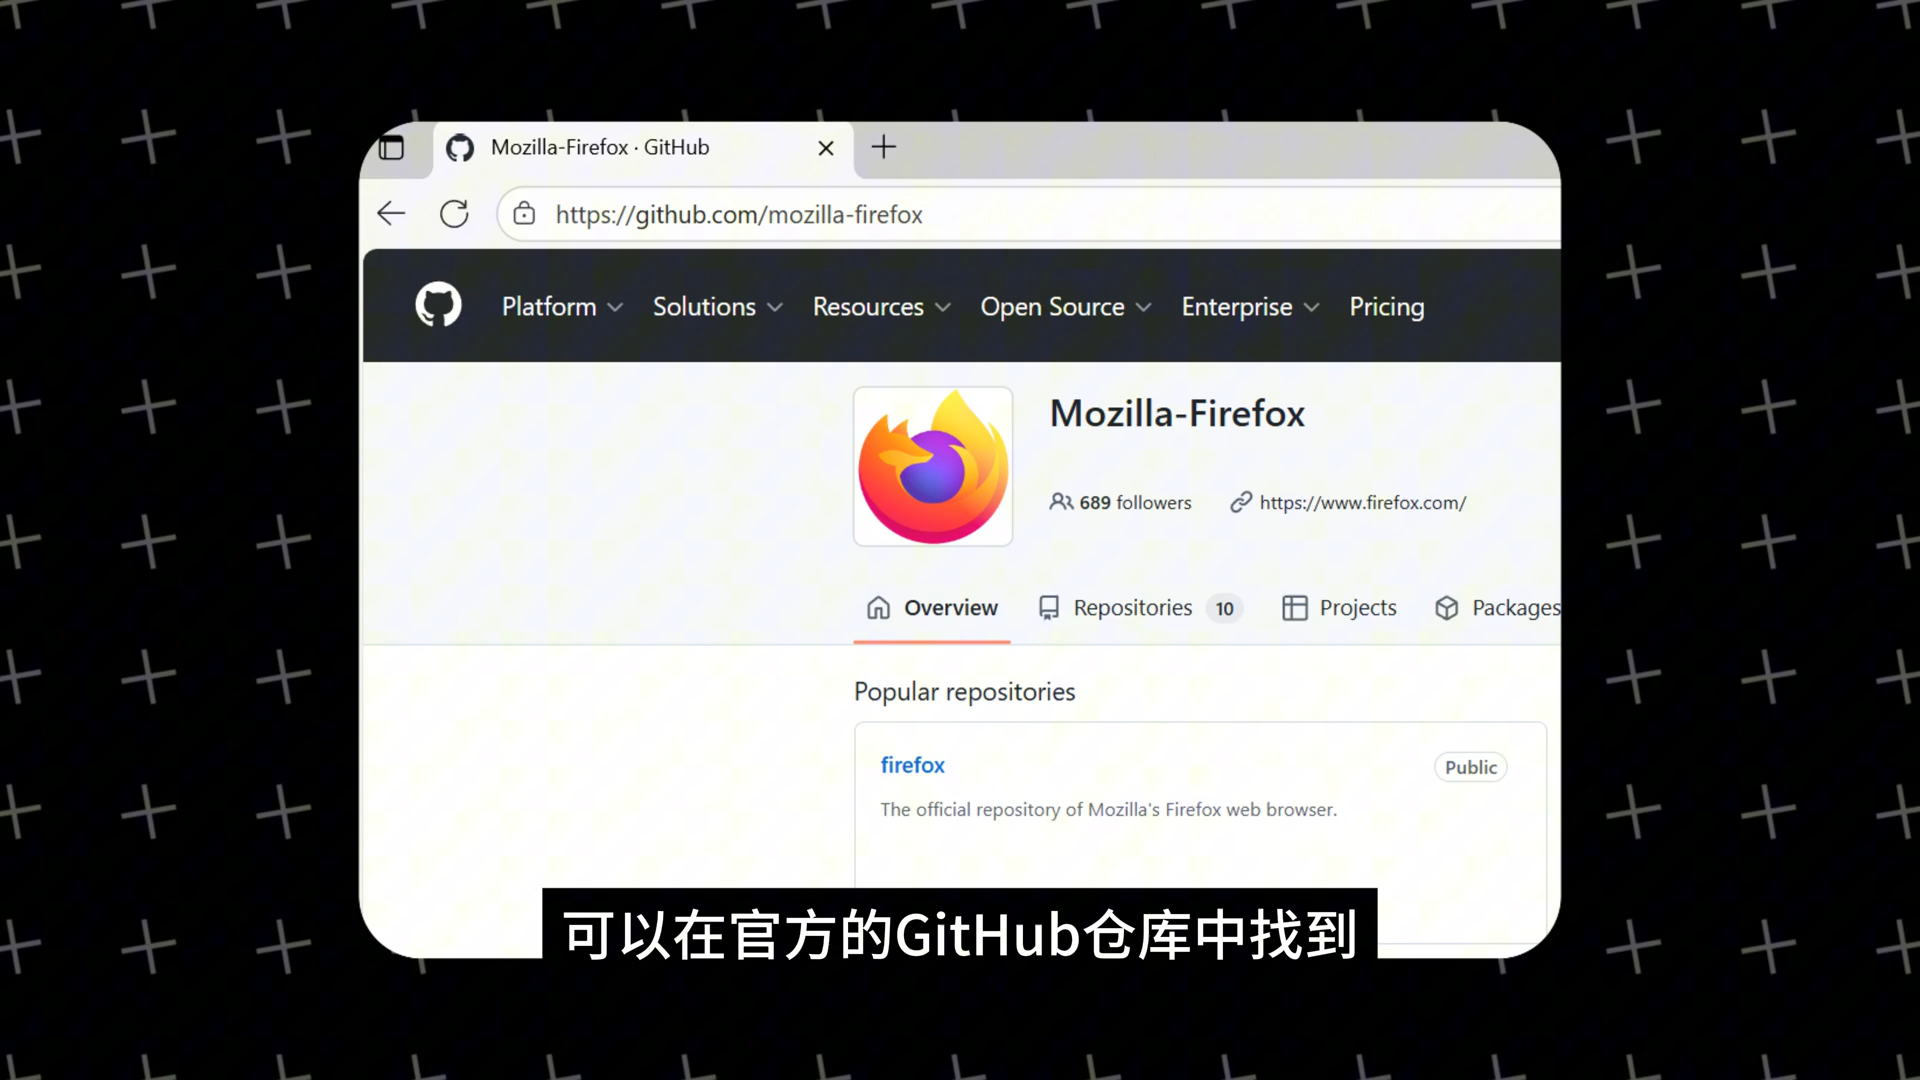 Mozilla-Firefox · GitHub
https://github.com/mozilla-firefox
Platform Solutions Resources Open Source Enterprise Pricing
Mozilla-Firefox
689 followers https://www.firefox.com/
Overview Repositories 10 Projects Packages
Popular repositories
firefox Public
The official repository of Mozilla's Firefox web browser.
可以在官方的GitHub仓库中找到